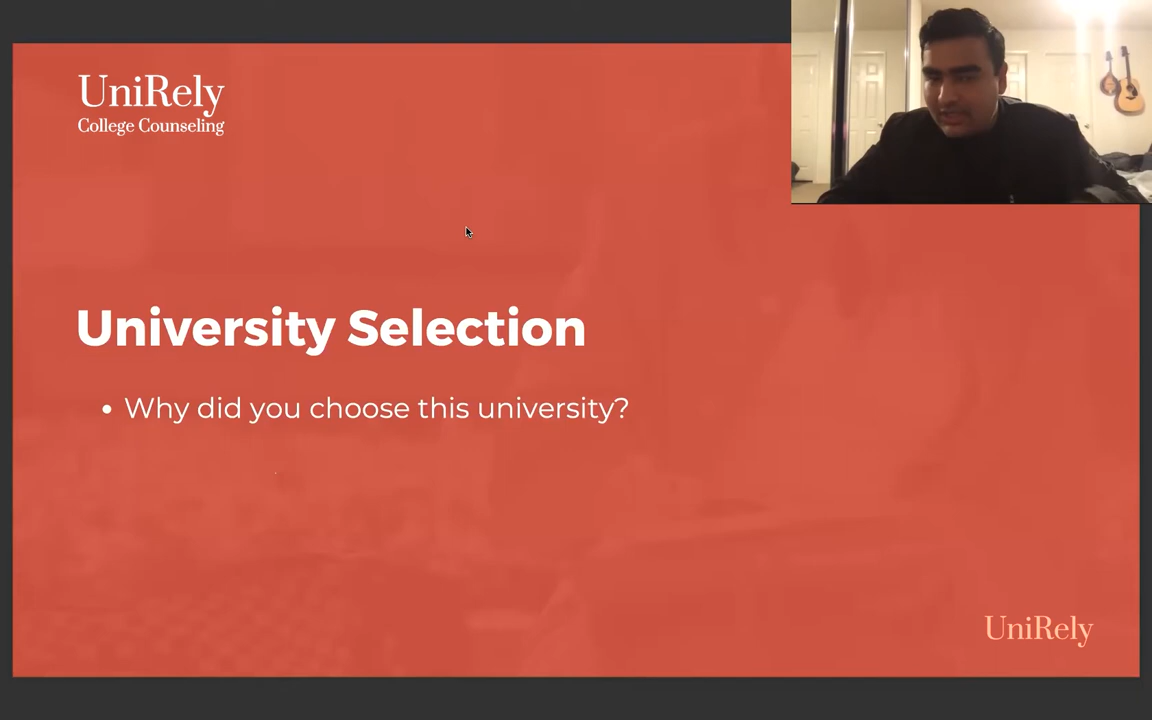 UniRely
College Counseling
University Selection
• Why did you choose this university?
UniRely